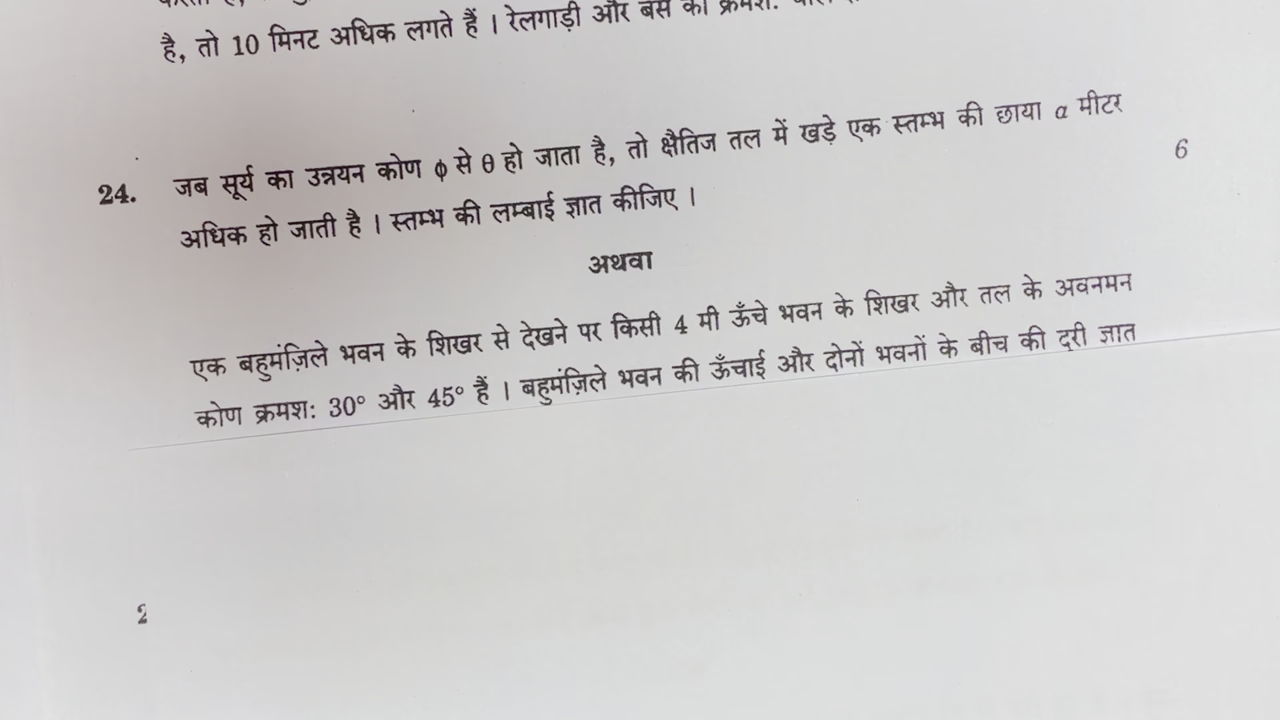 है, तो 10 मिनट अधिक लगते हैं । रेलगाड़ी और बस की क्रमश:
24. जब सूर्य का उन्नयन कोण ϕ से θ हो जाता है, तो क्षैतिज तल में खड़े एक स्तम्भ की छाया a मीटर
अधिक हो जाती है । स्तम्भ की लम्बाई ज्ञात कीजिए ।
6
अथवा
एक बहुमंज़िले भवन के शिखर से देखने पर किसी 4 मी ऊँचे भवन के शिखर और तल के अवनमन
कोण क्रमश: 30° और 45° हैं । बहुमंज़िले भवन की ऊँचाई और दोनों भवनों के बीच की दूरी ज्ञात
2